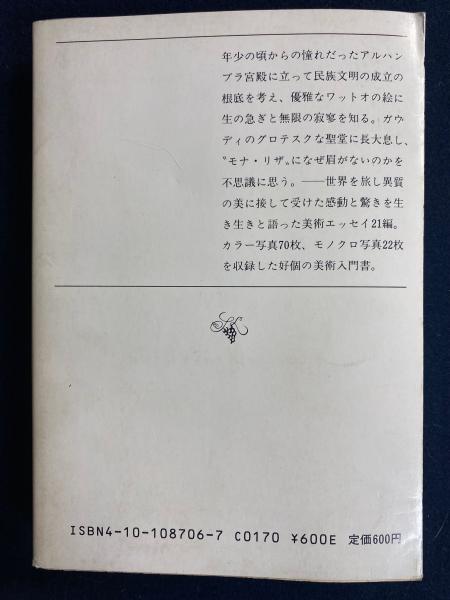 年少の頃からの憧れだったアルハン
ブラ宮殿に立って民族文明の成立の
根底を考え、優雅なワットオの絵に
生の急ぎと無限の寂寥を知る。ガウ
ディのグロテスクな聖堂に長大息し、
〝モナ・リザ〟になぜ眉がないのかを
不思議に思う。――世界を旅し異質
の美に接して受けた感動と驚きを生
き生きと語った美術エッセイ21編。
カラー写真70枚、モノクロ写真22枚
を収録した好個の美術入門書。
ISBN4-10-108706-7 C0170 ¥600E 定価600円